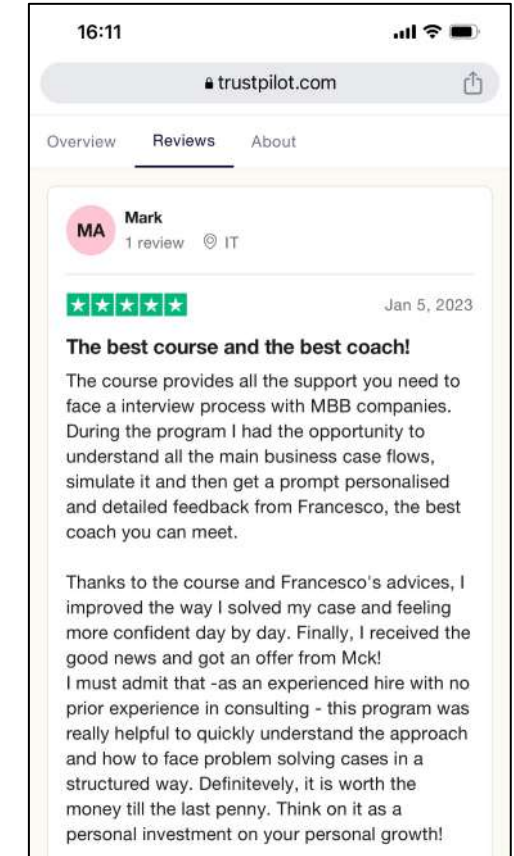 16:11
trustpilot.com
Overview Reviews About
MA
Mark
1 review IT
Jan 5, 2023
The best course and the best coach!
The course provides all the support you need to
face a interview process with MBB companies.
During the program I had the opportunity to
understand all the main business case flows,
simulate it and then get a prompt personalised
and detailed feedback from Francesco, the best
coach you can meet.
Thanks to the course and Francesco's advices, I
improved the way I solved my case and feeling
more confident day by day. Finally, I received the
good news and got an offer from Mck!
I must admit that -as an experienced hire with no
prior experience in consulting - this program was
really helpful to quickly understand the approach
and how to face problem solving cases in a
structured way. Definitevely, it is worth the
money till the last penny. Think on it as a
personal investment on your personal growth!